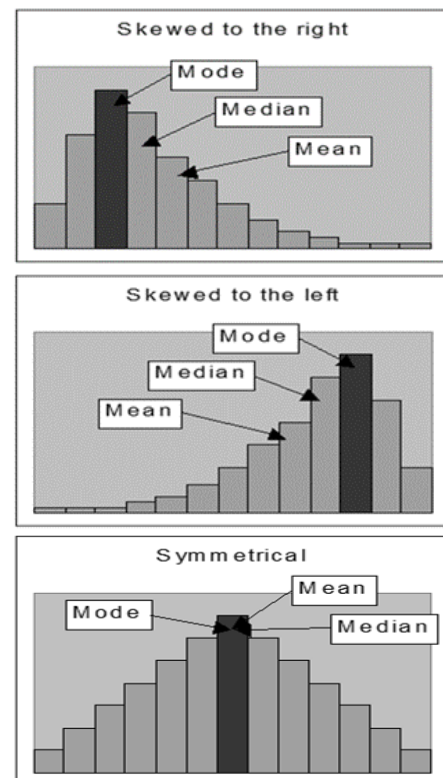 Skewed to the right
Mode
Median
Mean
Skewed to the left
Mode
Median
Mean
Symmetrical
Mean
Mode
Median